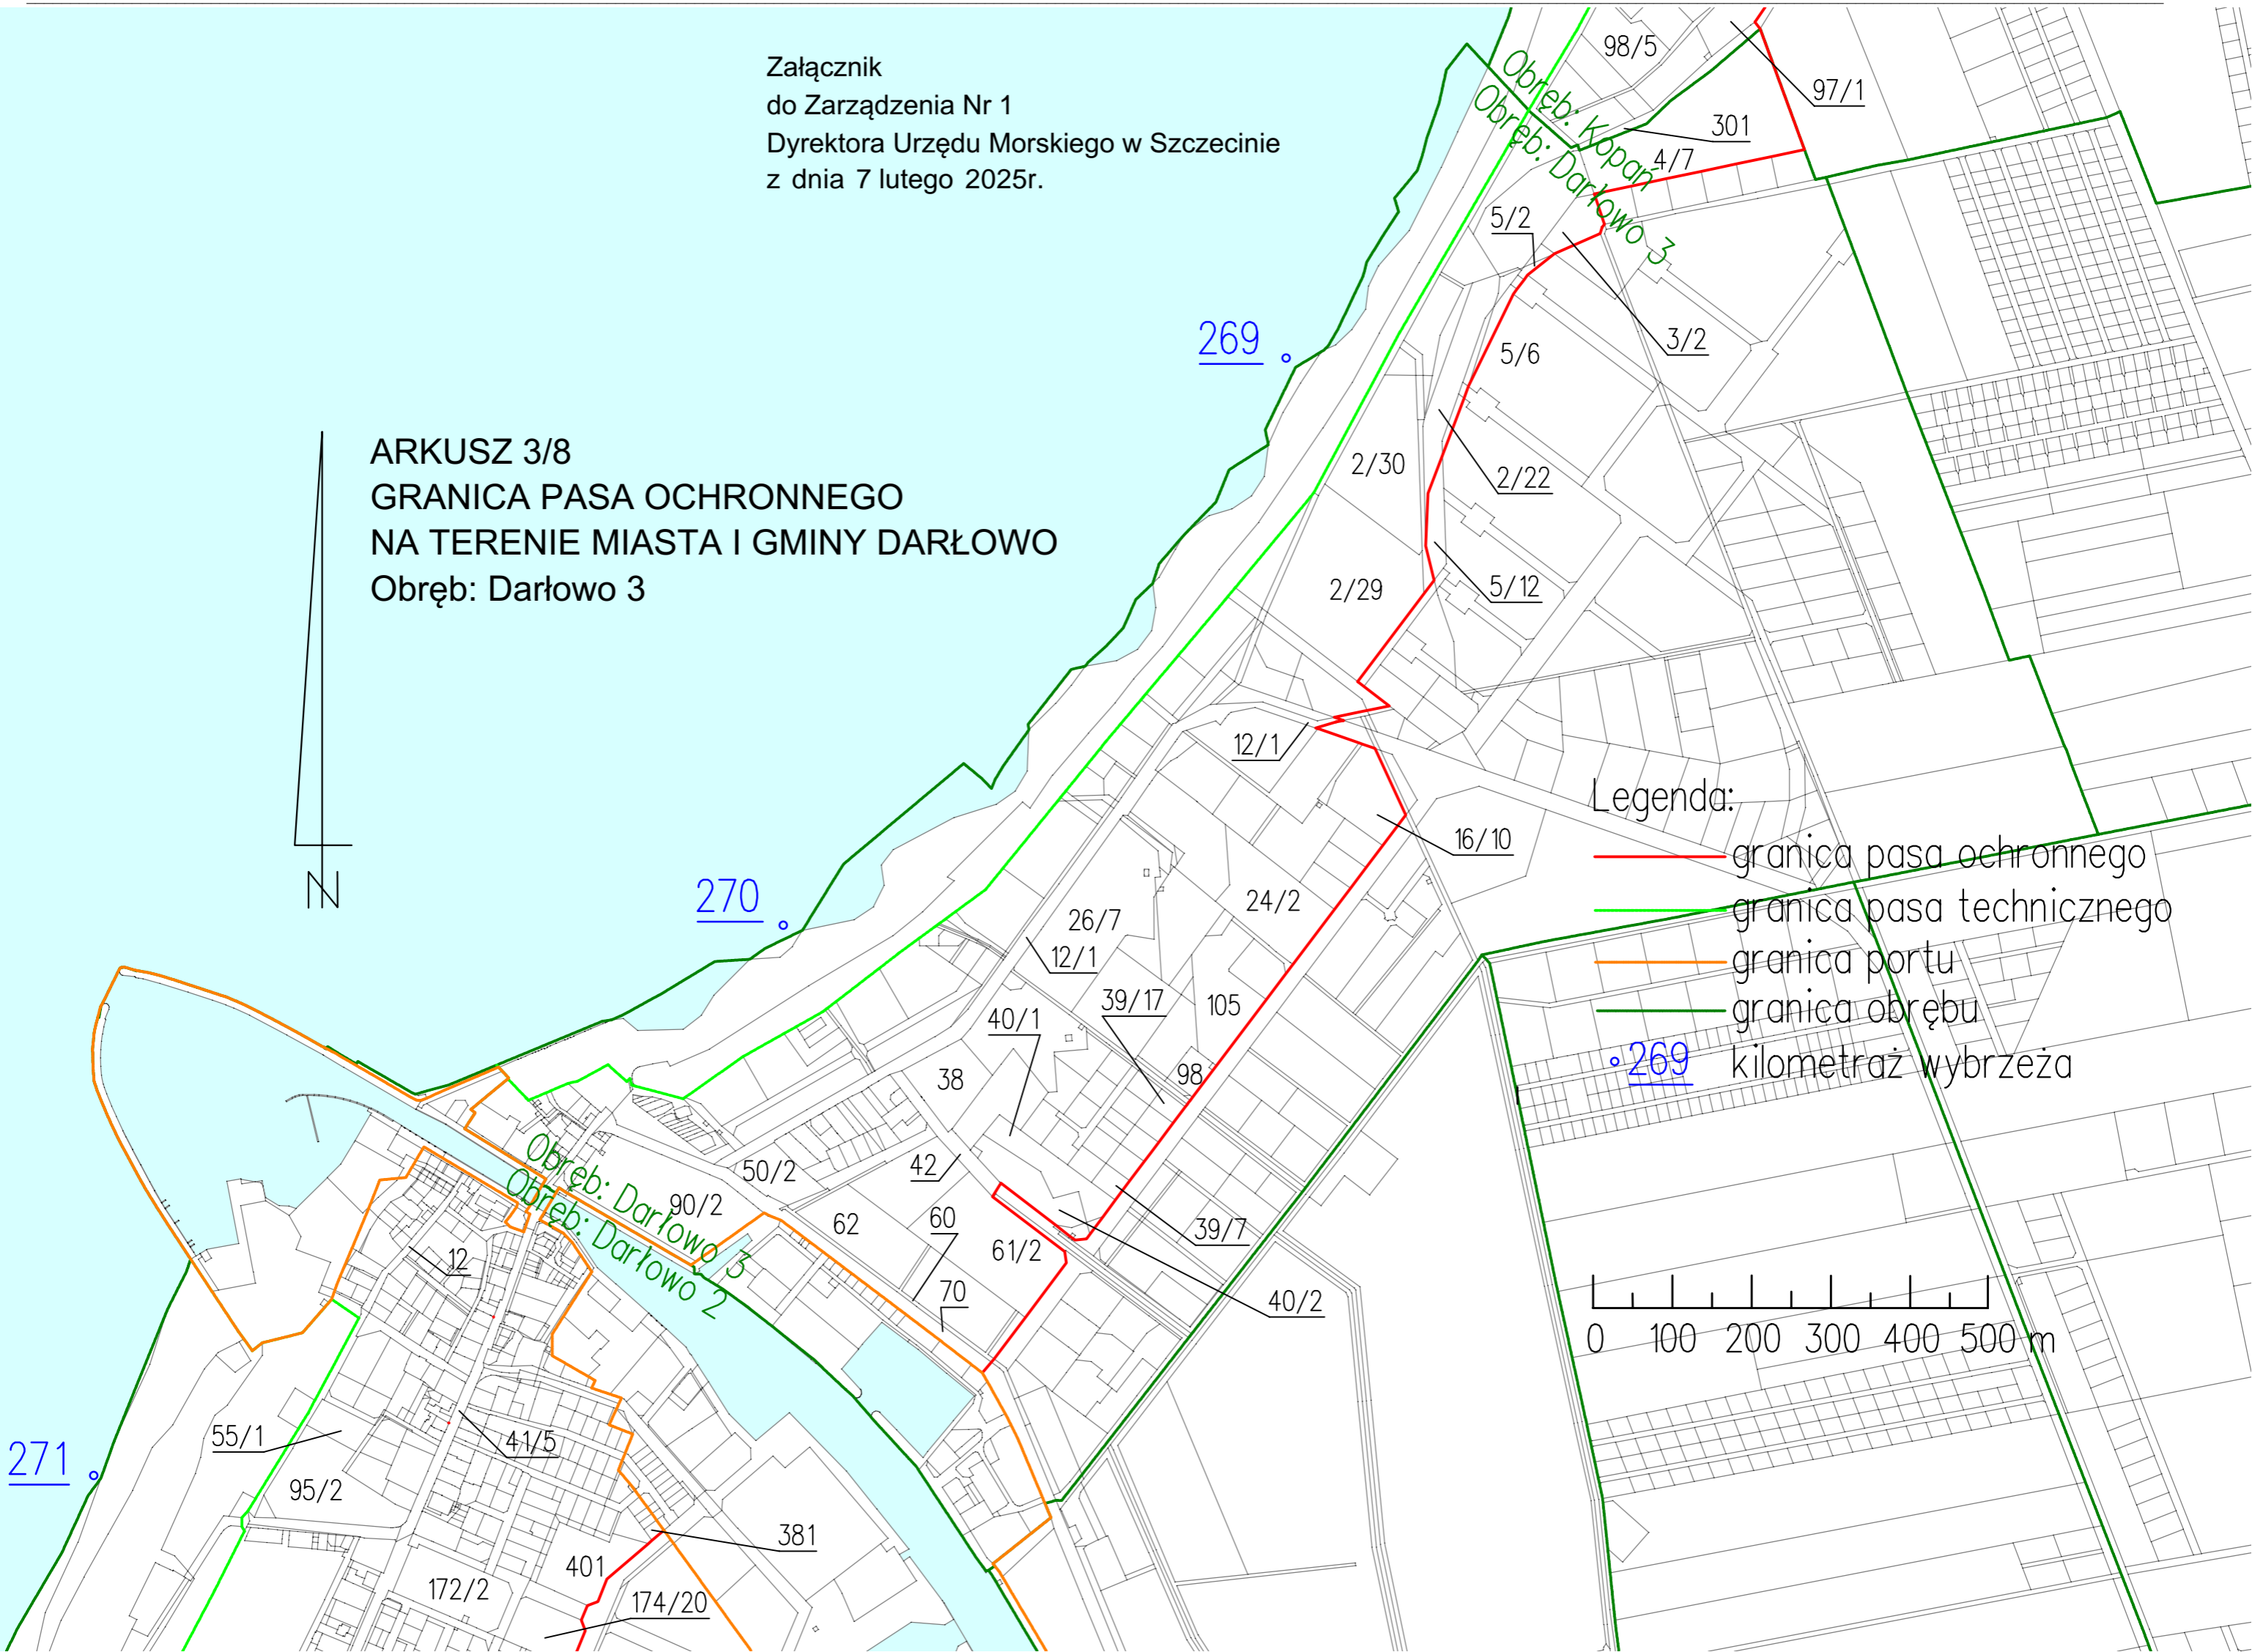 Załącznik
do Zarządzenia Nr 1
Dyrektora Urzędu Morskiego w Szczecinie
z dnia 7 lutego 2025r.
ARKUSZ 3/8
GRANICA PASA OCHRONNEGO
NA TERENIE MIASTA I GMINY DARŁOWO
Obręb: Darłowo 3
N
98/5
97/1
Obręb: Kopań
Obręb: Darłowo 3
301
4/7
5/2
3/2
269
5/6
2/30
2/22
2/29
5/12
12/1
16/10
270
24/2
26/7
12/1
39/17
105
40/1
98
38
42
50/2
90/2
62
60
61/2
39/7
70
40/2
Obręb: Darłowo 3
Obręb: Darłowo 2
12
55/1
41/5
271
95/2
381
401
172/2
174/20
Legenda:
granica pasa ochronnego
granica pasa technicznego
granica portu
granica obrębu
269 kilometraż wybrzeża
0 100 200 300 400 500 m